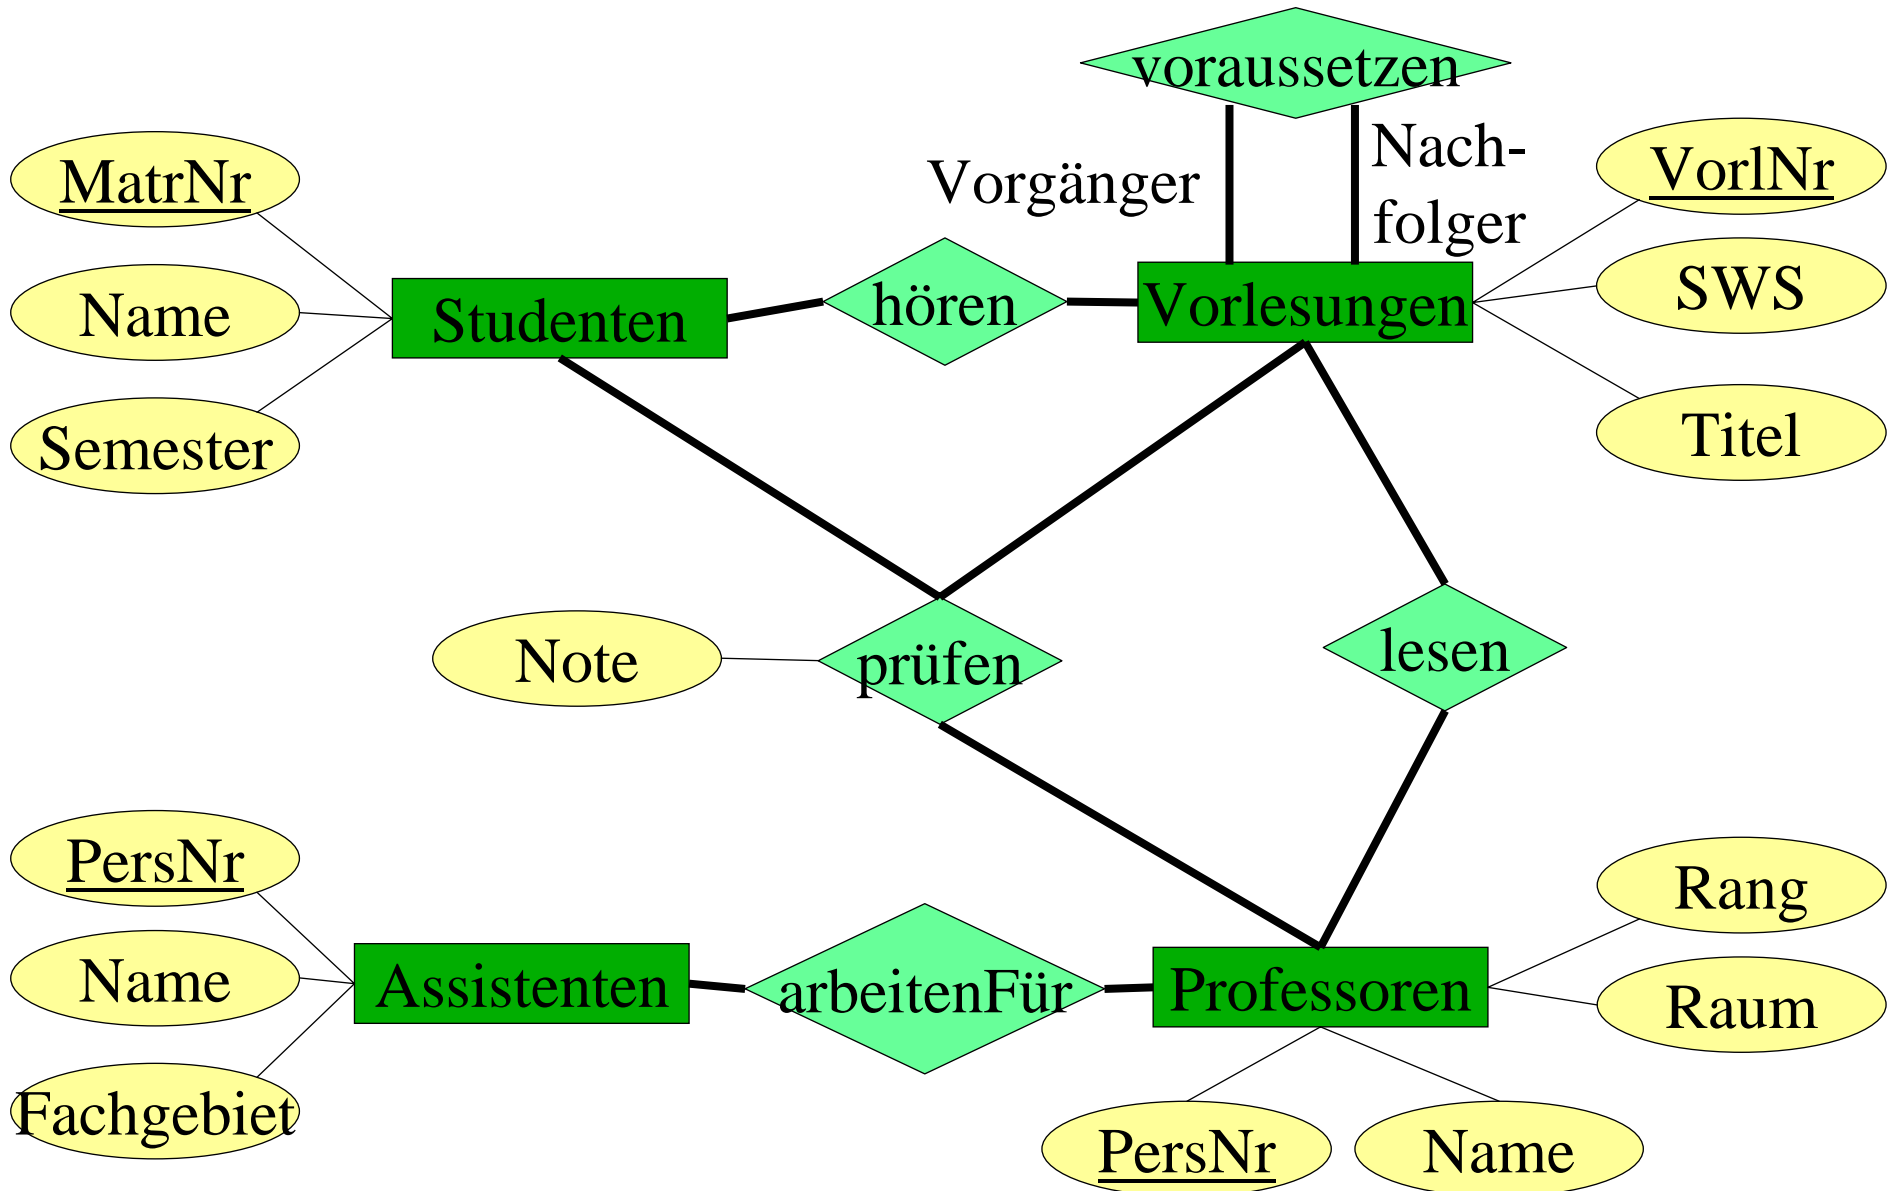 voraussetzen
Vorgänger
Nach-
folger
MatrNr
Name
Semester
Studenten
hören
Vorlesungen
VorlNr
SWS
Titel
Note
prüfen
lesen
PersNr
Name
Fachgebiet
Assistenten
arbeitenFür
Professoren
Rang
Raum
PersNr
Name